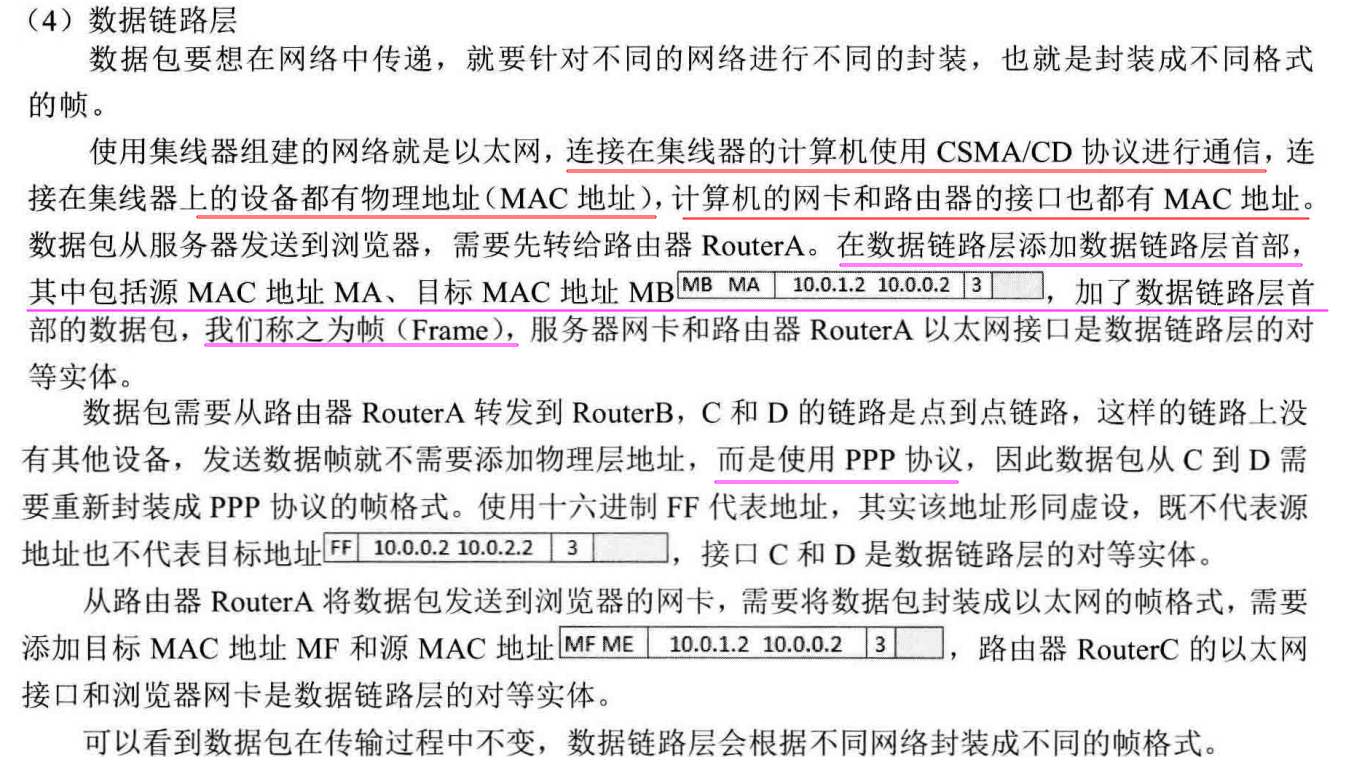 （4）数据链路层
数据包要想在网络中传递，就要针对不同的网络进行不同的封装，也就是封装成不同格式
的帧。
使用集线器组建的网络就是以太网，连接在集线器的计算机使用 CSMA/CD 协议进行通信，连
接在集线器上的设备都有物理地址（MAC 地址），计算机的网卡和路由器的接口也都有 MAC 地址。
数据包从服务器发送到浏览器，需要先转给路由器 RouterA。在数据链路层添加数据链路层首部，
其中包括源 MAC 地址 MA、目标 MAC 地址 MB MB MA 10.0.1.2 10.0.0.2 3 ，加了数据链路层首
部的数据包，我们称之为帧（Frame），服务器网卡和路由器 RouterA 以太网接口是数据链路层的对
等实体。
数据包需要从路由器 RouterA 转发到 RouterB，C 和 D 的链路是点到点链路，这样的链路上没
有其他设备，发送数据帧就不需要添加物理层地址，而是使用 PPP 协议，因此数据包从 C 到 D 需
要重新封装成 PPP 协议的帧格式。使用十六进制 FF 代表地址，其实该地址形同虚设，既不代表源
地址也不代表目标地址 FF 10.0.0.2 10.0.2.2 3 ，接口 C 和 D 是数据链路层的对等实体。
从路由器 RouterA 将数据包发送到浏览器的网卡，需要将数据包封装成以太网的帧格式，需要
添加目标 MAC 地址 MF 和源 MAC 地址 MF ME 10.0.1.2 10.0.0.2 3 ，路由器 RouterC 的以太网
接口和浏览器网卡是数据链路层的对等实体。
可以看到数据包在传输过程中不变，数据链路层会根据不同网络封装成不同的帧格式。